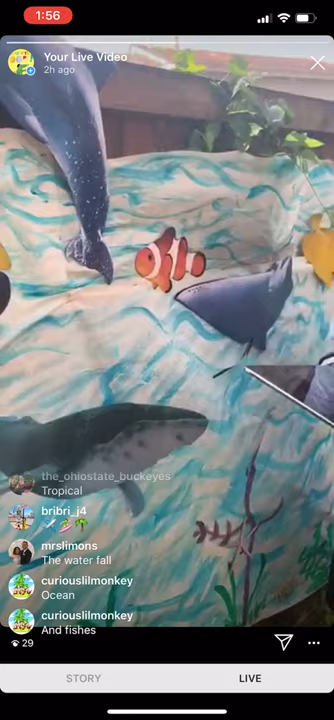 1:56
Your Live Video
2h ago
the_ohiostate_buckeyes
Tropical
bribri_j4
mrslimons
The water fall
curiouslilmonkey
Ocean
curiouslilmonkey
And fishes
29
STORY LIVE